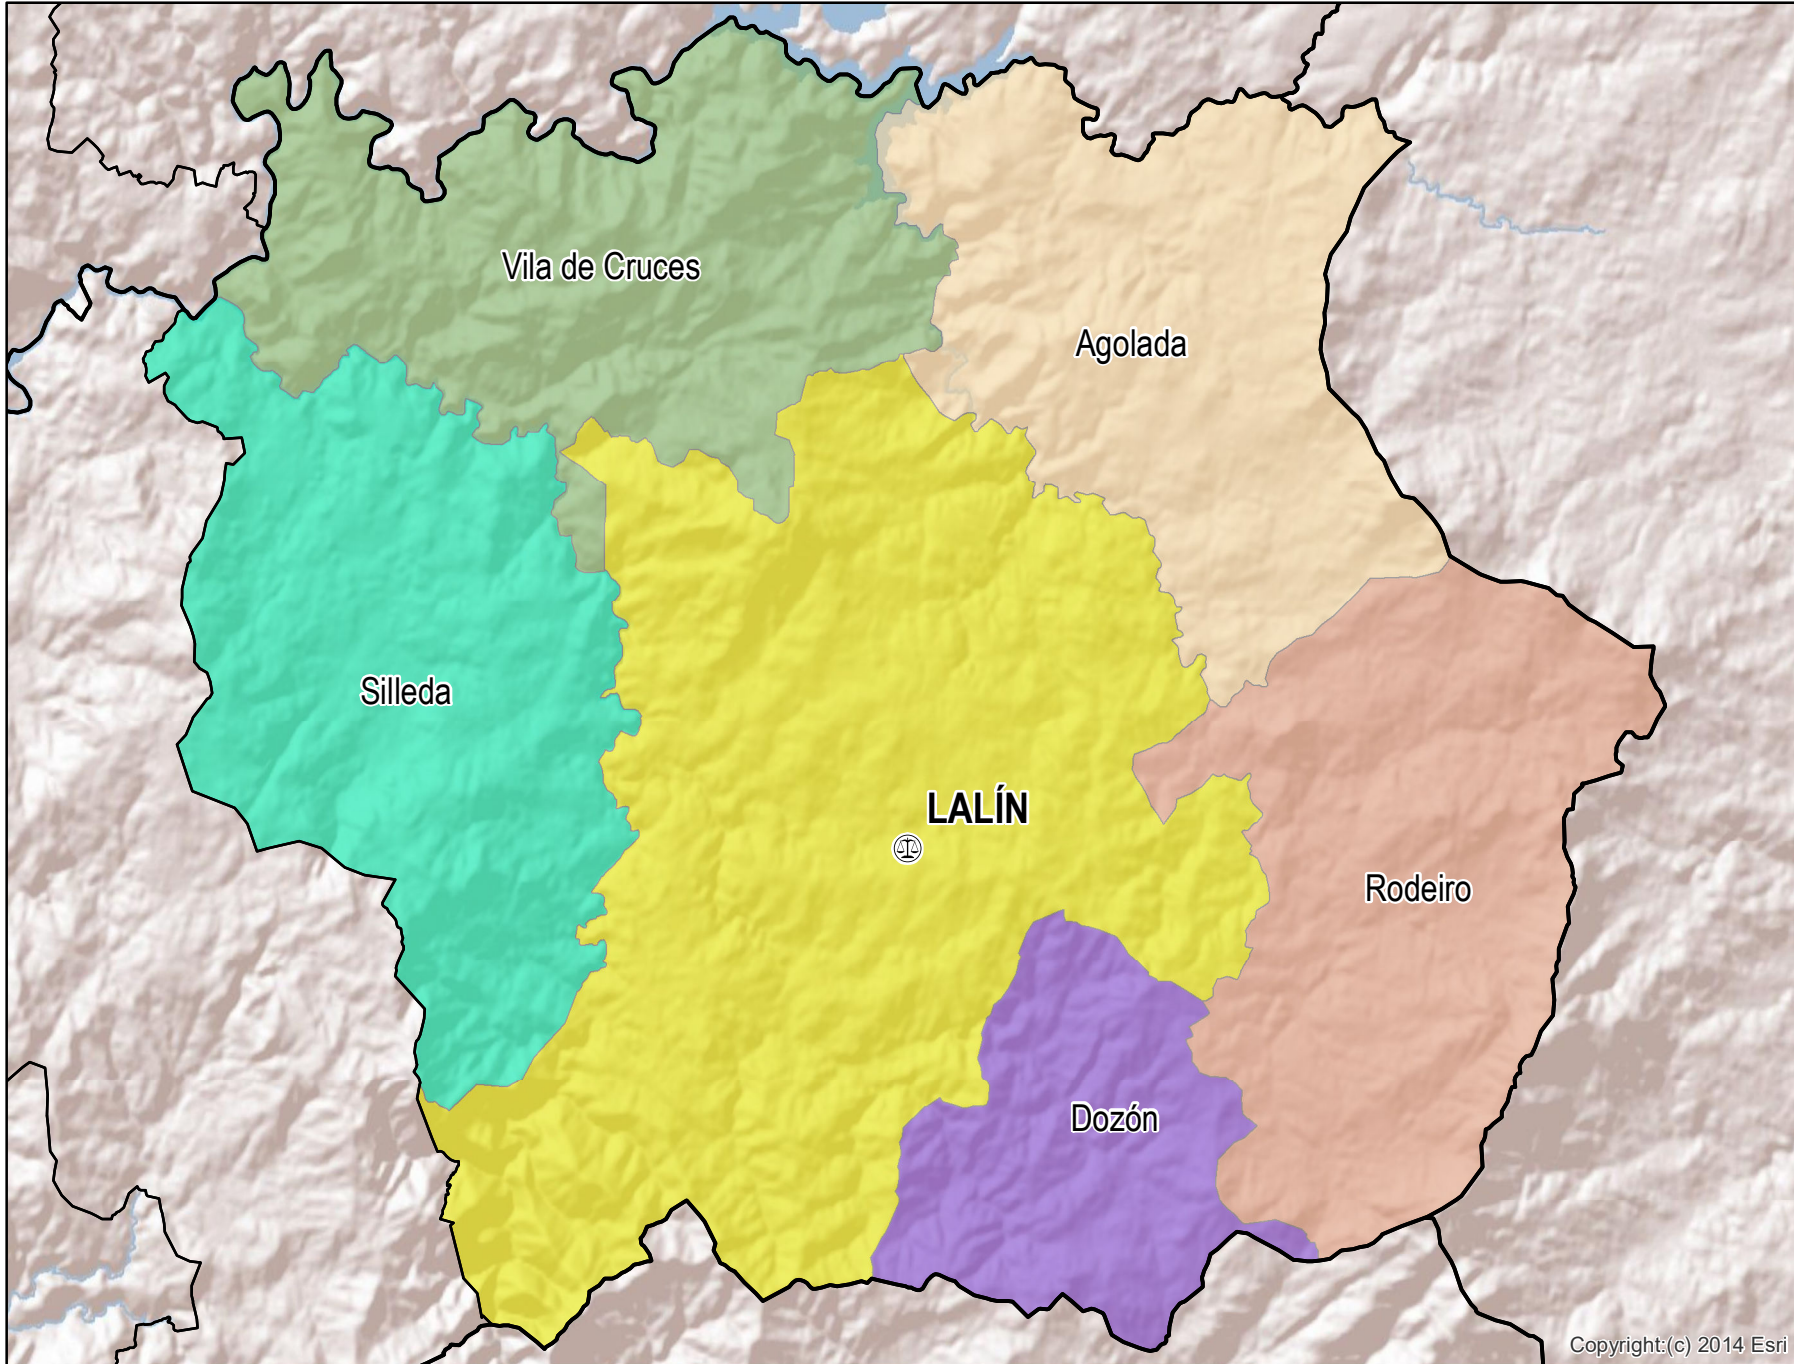 Vila de Cruces
Agolada
Silleda
LALÍN
Rodeiro
Dozón
Copyright:(c) 2014 Esri